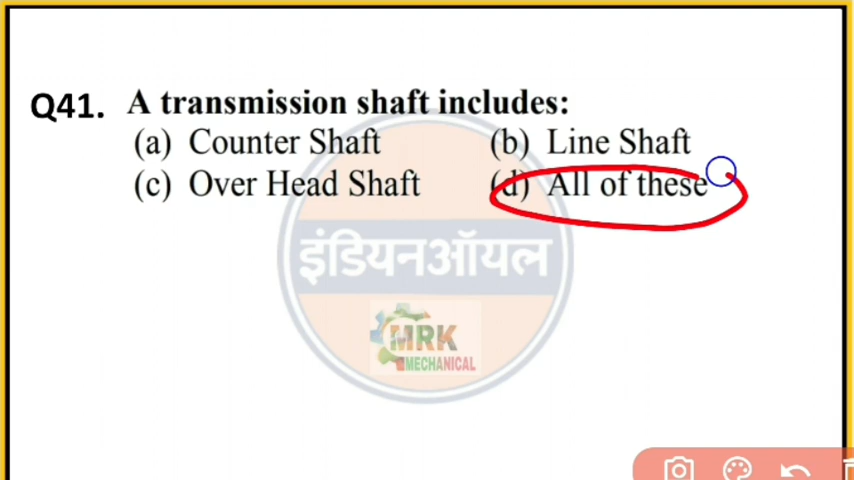 Q41. A transmission shaft includes:
(a) Counter Shaft (b) Line Shaft
(c) Over Head Shaft (d) All of these
इंडियनऑयल
MRK
MECHANICAL